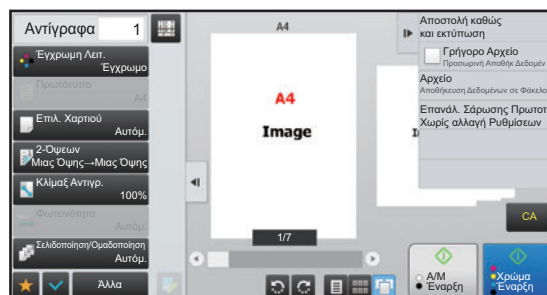 Αντίγραφα 1
Έγχρωμη Λειτ.
Έγχρωμο
Πρωτότυπο
A4
Επιλ. Χαρτιού
Αυτόμ.
2-Όψεων
Μιας Όψης→Μιας Όψης
Κλίμαξ Αντιγρ.
100%
Φωτεινότητα
Αυτόμ.
Σελιδοποίηση/Ομαδοποίηση
Αυτόμ.
Άλλα
A4
A4
Image
1/7
Αποστολή καθώς
και εκτύπωση
Γρήγορο Αρχείο
Προσωρινή Αποθήκ Δεδομέν
Αρχείο
Αποθήκευση Δεδομένων σε Φάκελο
Επανάλ. Σάρωσης Πρωτοτ
Χωρίς αλλαγή Ρυθμίσεων
CA
Α/Μ
Έναρξη
Χρώμα
Έναρξη